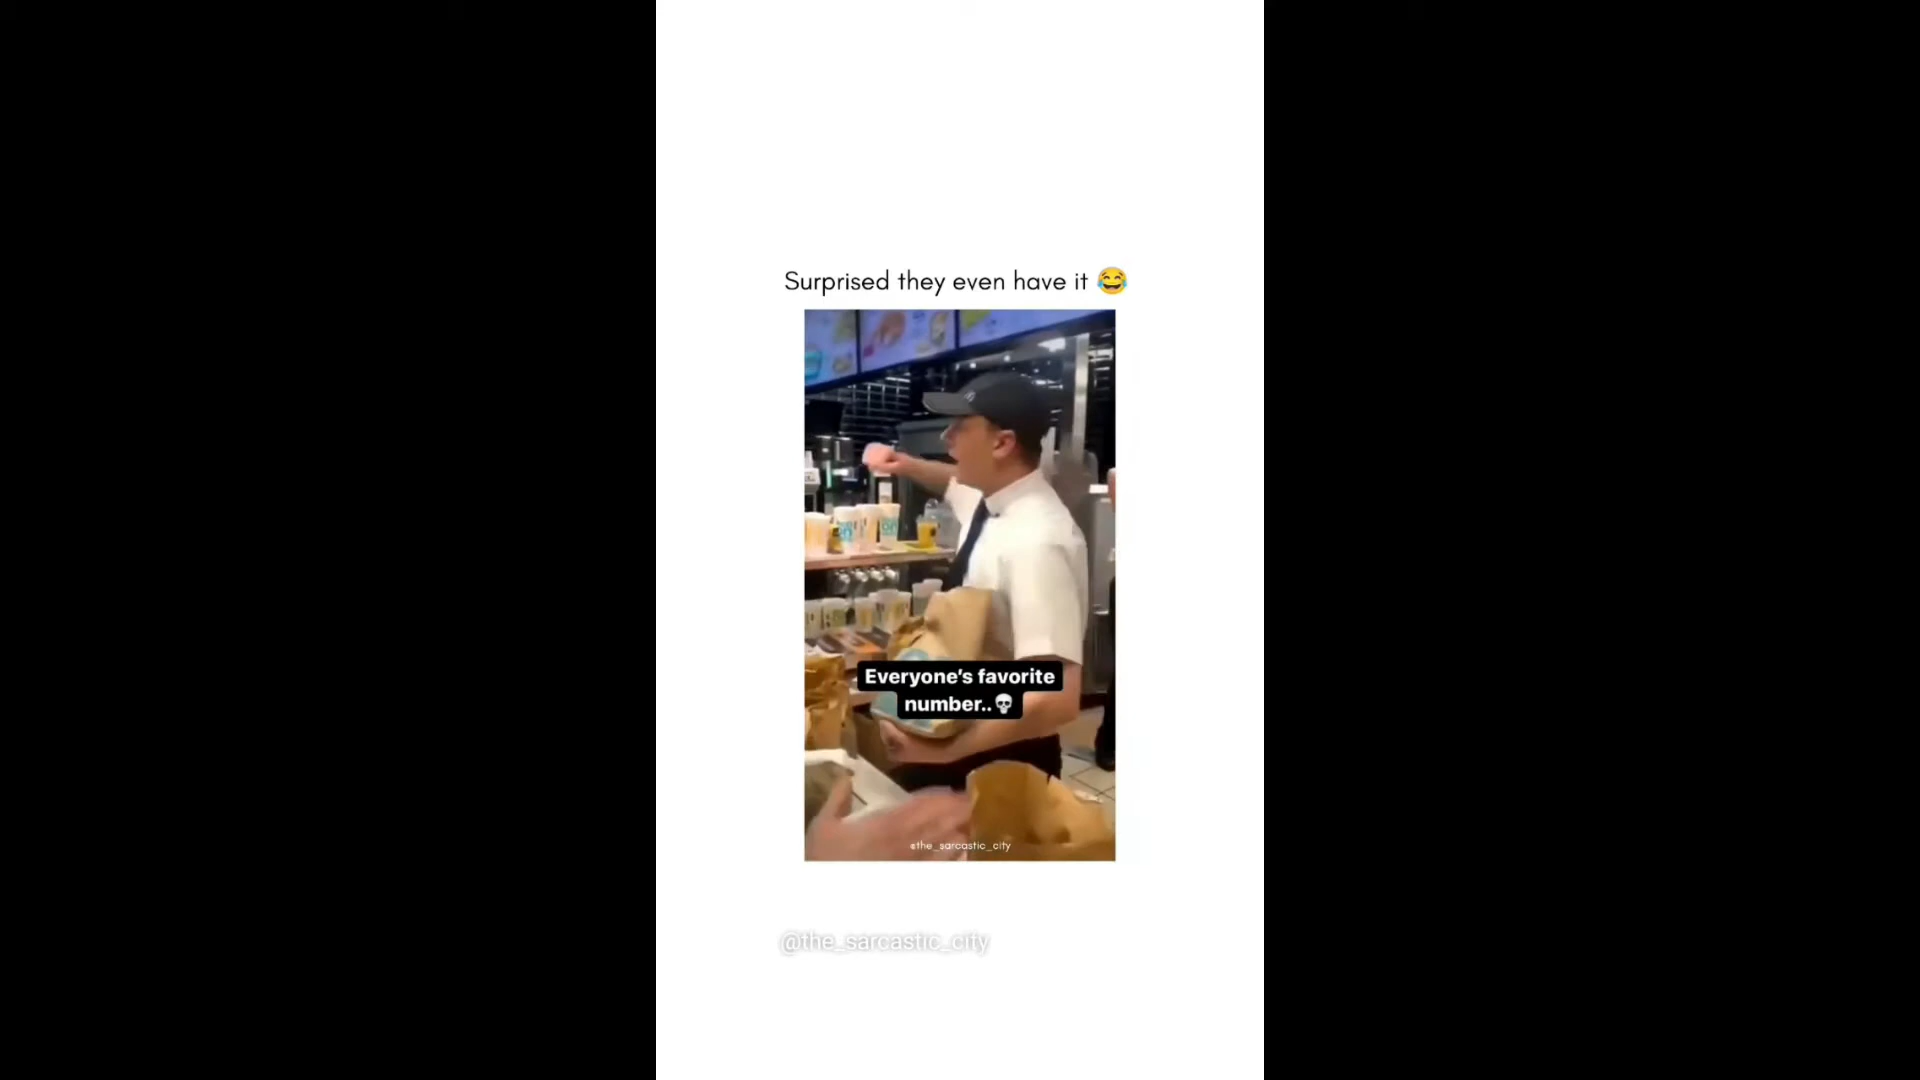 Surprised they even have it 😂
Everyone's favorite
number..💀
@the_sarcastic_city
@the_sarcastic_city